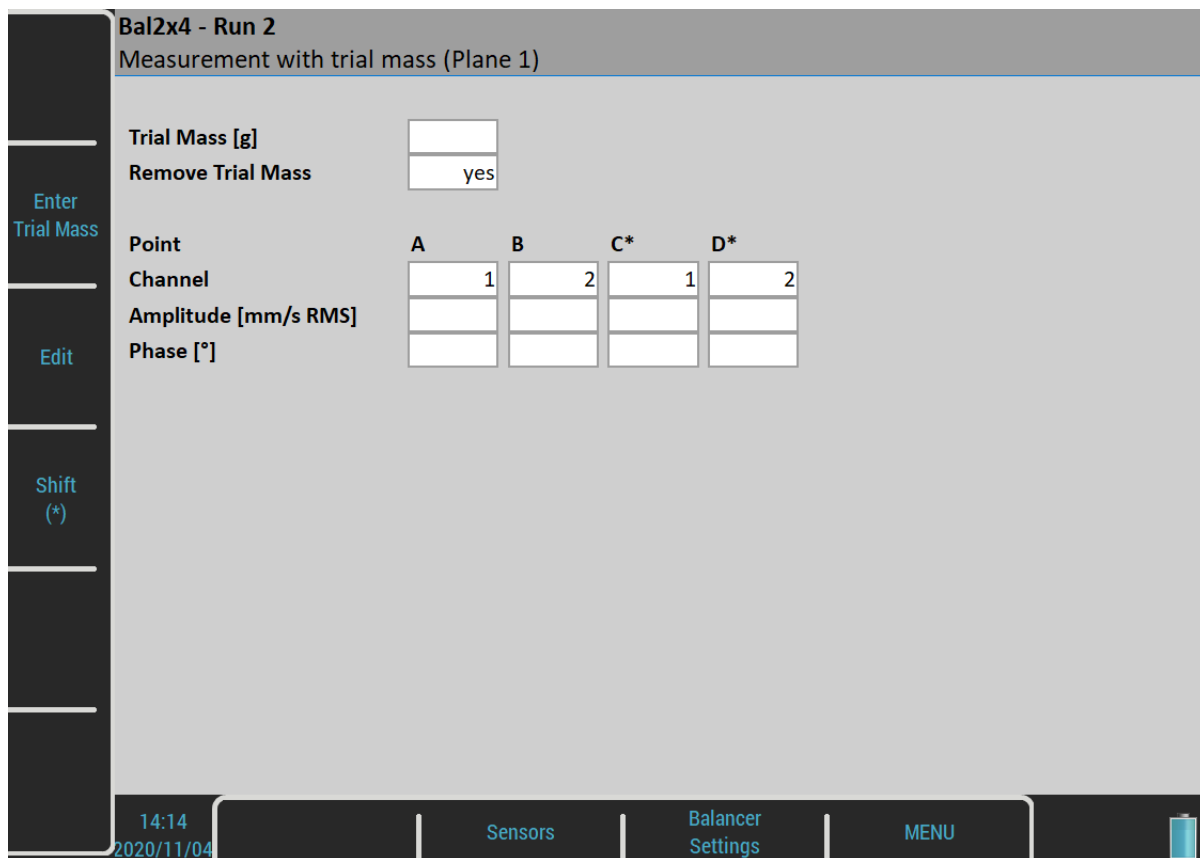 Bal2x4 - Run 2
Measurement with trial mass (Plane 1)
Trial Mass [g]
Remove Trial Mass yes
Enter
Trial Mass
Point A B C* D*
Channel 1 2 1 2
Amplitude [mm/s RMS]
Phase [°]
Edit
Shift
(*)
14:14
2020/11/04
Sensors
Balancer
Settings
MENU